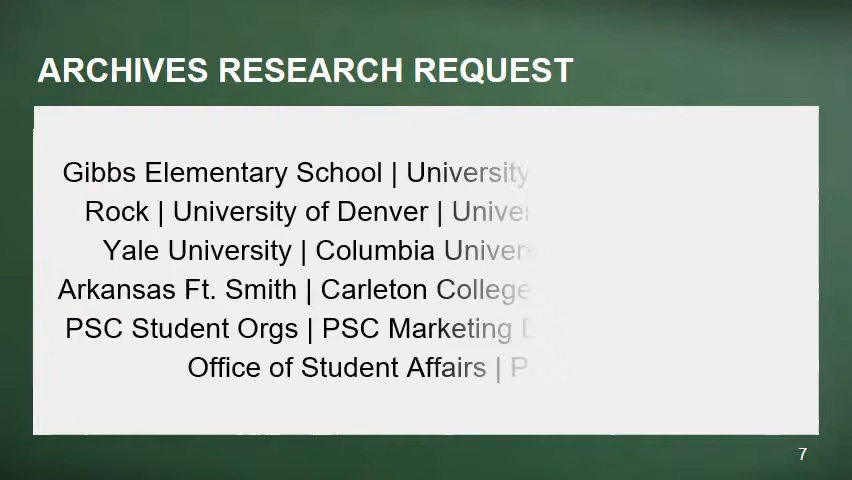 ARCHIVES RESEARCH REQUEST
Gibbs Elementary School | University
Rock | University of Denver |
Yale University | Columbia
Arkansas Ft. Smith | Carleton College
PSC Student Orgs | PSC Marketing
Office of Student Affairs |
7